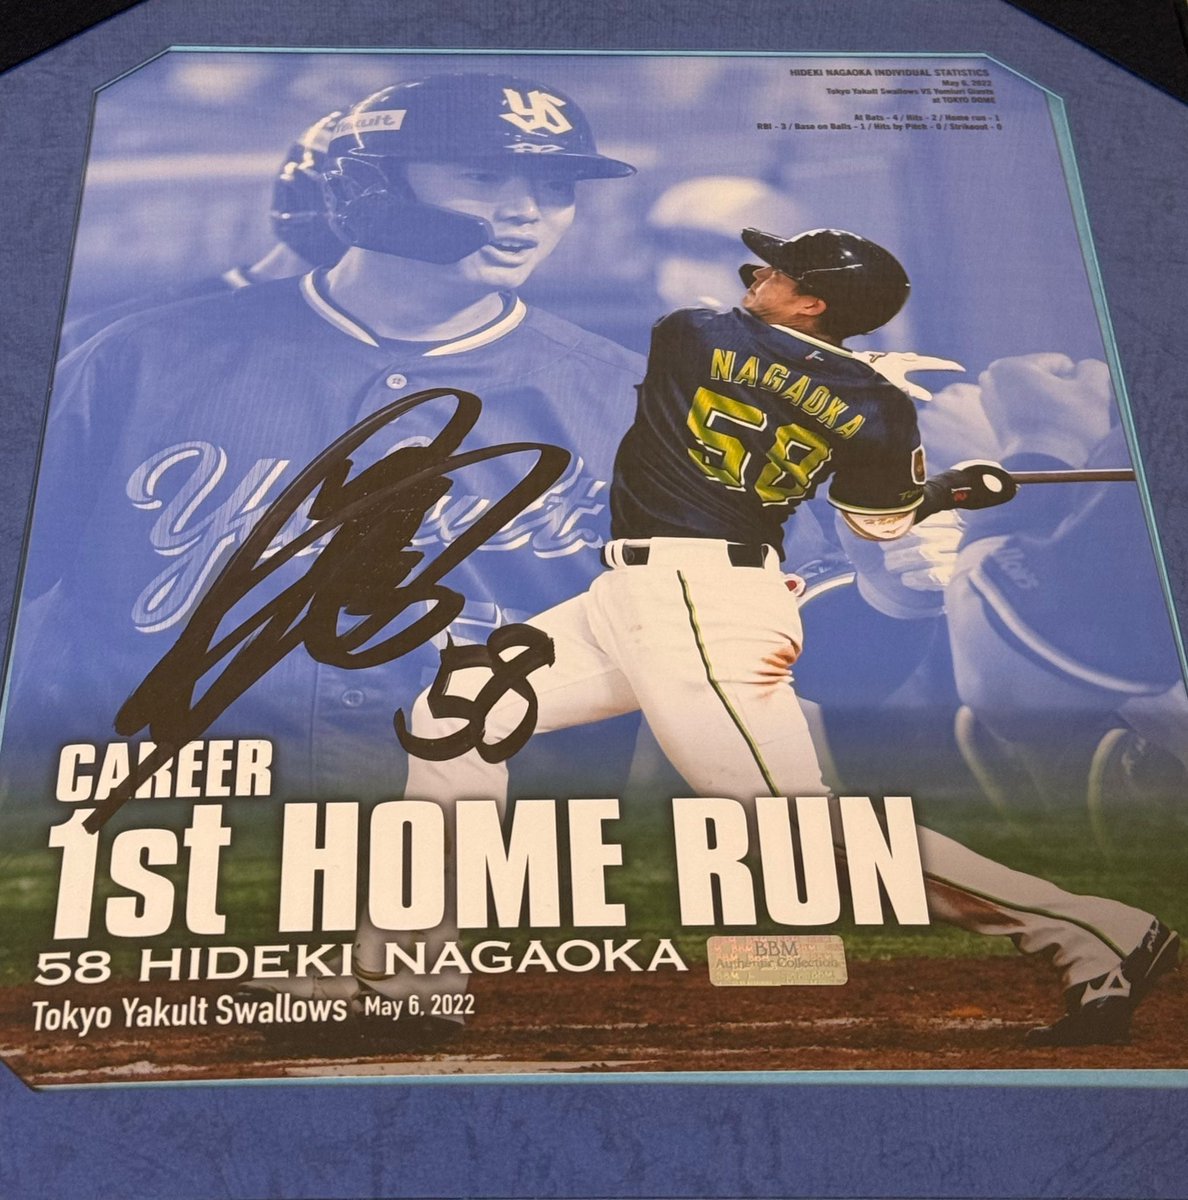 HIDEKI NAGAOKA INDIVIDUAL STATISTICS
May 6, 2022
Tokyo Yakult Swallows VS Yomiuri Giants
at TOKYO DOME
At Bats - 4 / Hits - 2 / Home run - 1
RBI - 3 / Base on Balls - 1 / Hits by Pitch - 0 / Strikeout - 0
Yakult
YS
NAGAOKA
58
Yakult
58
CAREER
1st HOME RUN
58 HIDEKI NAGAOKA
BBM
Authentic Collection
Tokyo Yakult Swallows May 6, 2022